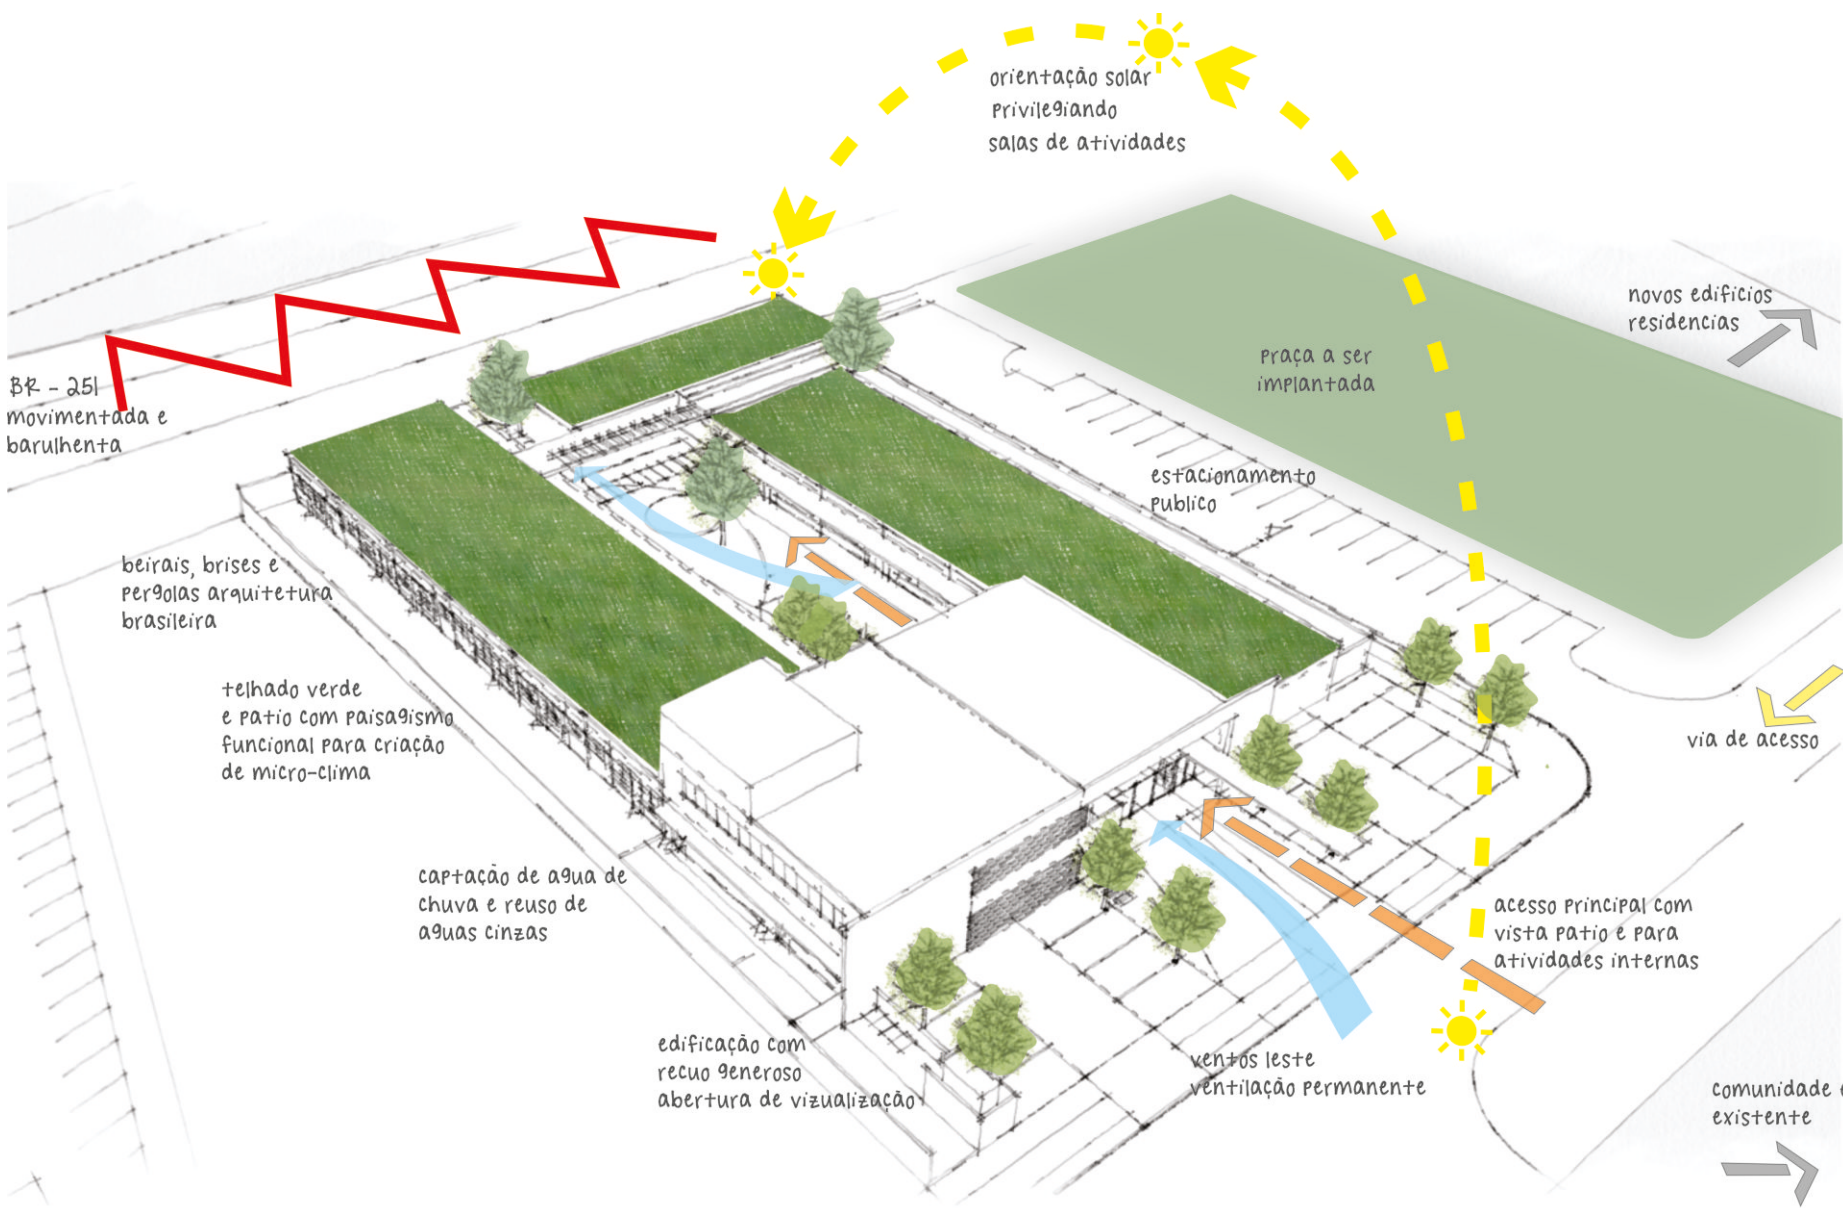 orientação solar
privilegiando
salas de atividades
novos edifícios
residencias
praça a ser
implantada
BR - 251
movimentada e
barulhenta
estacionamento
publico
beirais, brises e
pergolas arquitetura
brasileira
telhado verde
e patio com paisagismo
funcional para criação
de micro-clima
via de acesso
captação de agua de
chuva e reuso de
aguas cinzas
acesso principal com
vista patio e para
atividades internas
edificação com
recuo generoso
abertura de vizualização
ventos leste
ventilação permanente
comunidade
existente